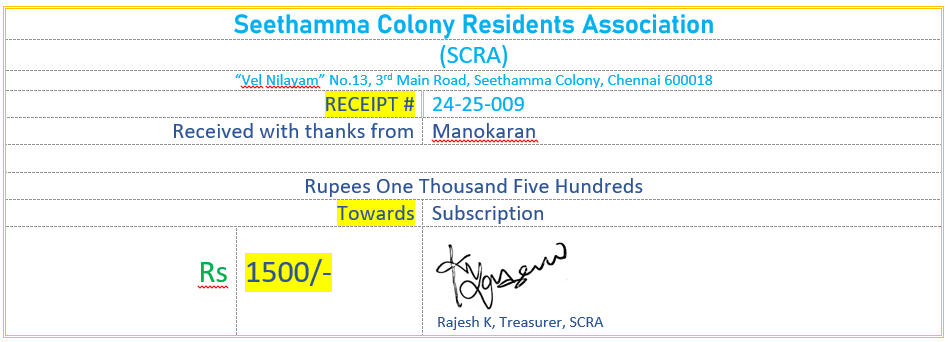 Seethamma Colony Residents Association
(SCRA)
“Vel Nilayam” No.13, 3rd Main Road, Seethamma Colony, Chennai 600018
RECEIPT # 24-25-009
Received with thanks from Manokaran
Rupees One Thousand Five Hundreds
Towards Subscription
Rs 1500/-
Rajesh K, Treasurer, SCRA